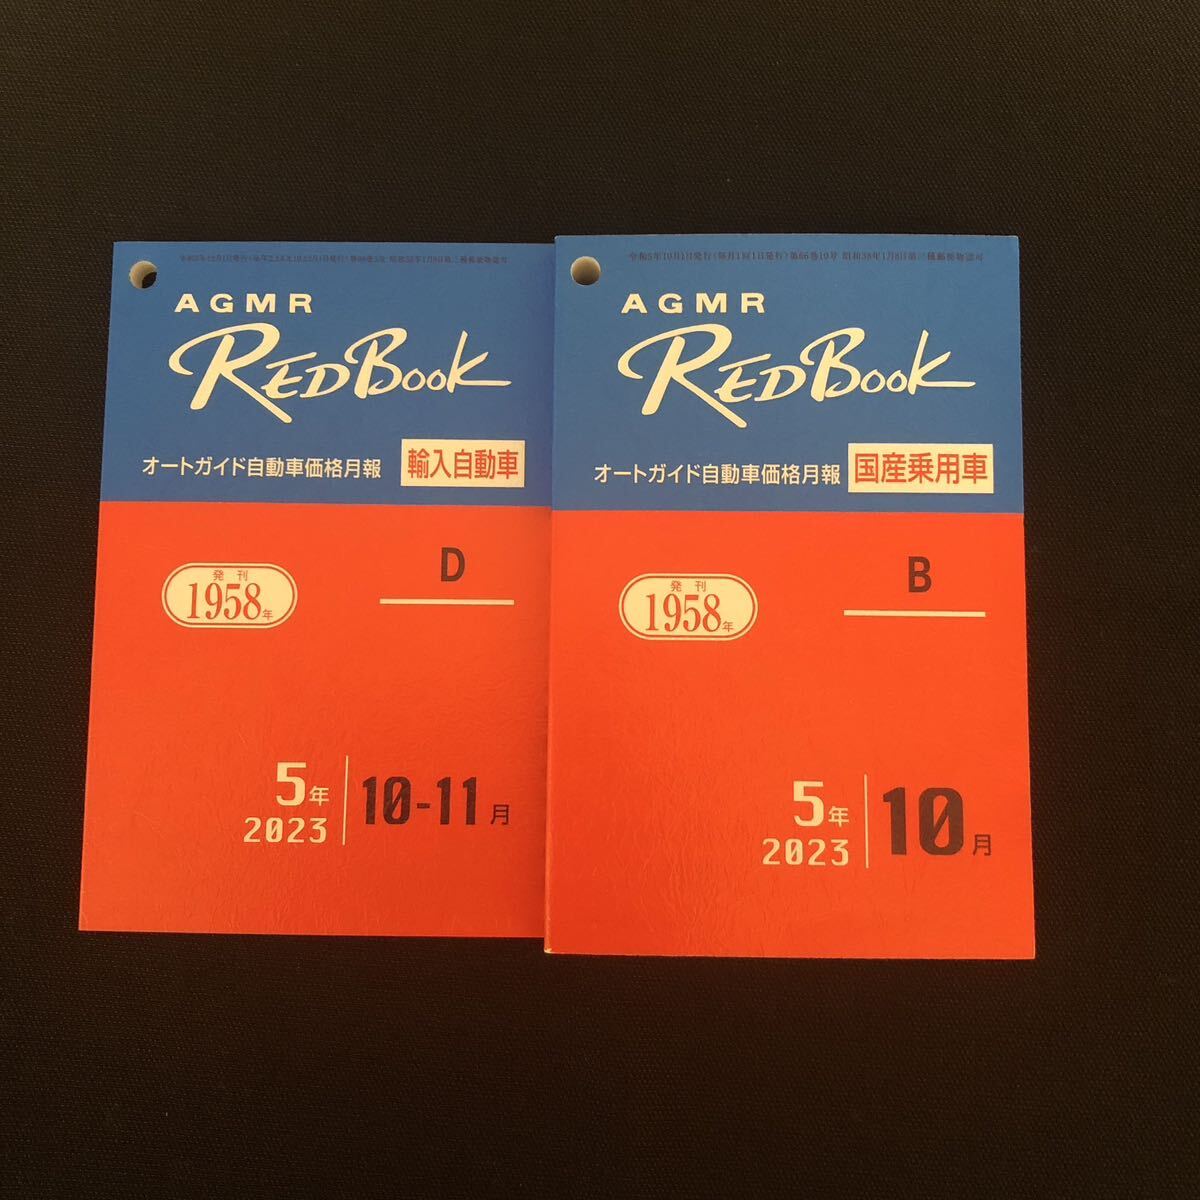 AGMR
REDBOOK
オートガイド自動車価格月報 輸入自動車
D
発刊
1958年
5年
2023
10-11月
令和5年10月1日発行(毎月1回1日発行)第66巻10号 昭和38年1月8日第三種郵便物認可
AGMR
REDBOOK
オートガイド自動車価格月報 国産乗用車
B
発刊
1958年
5年
2023
10月